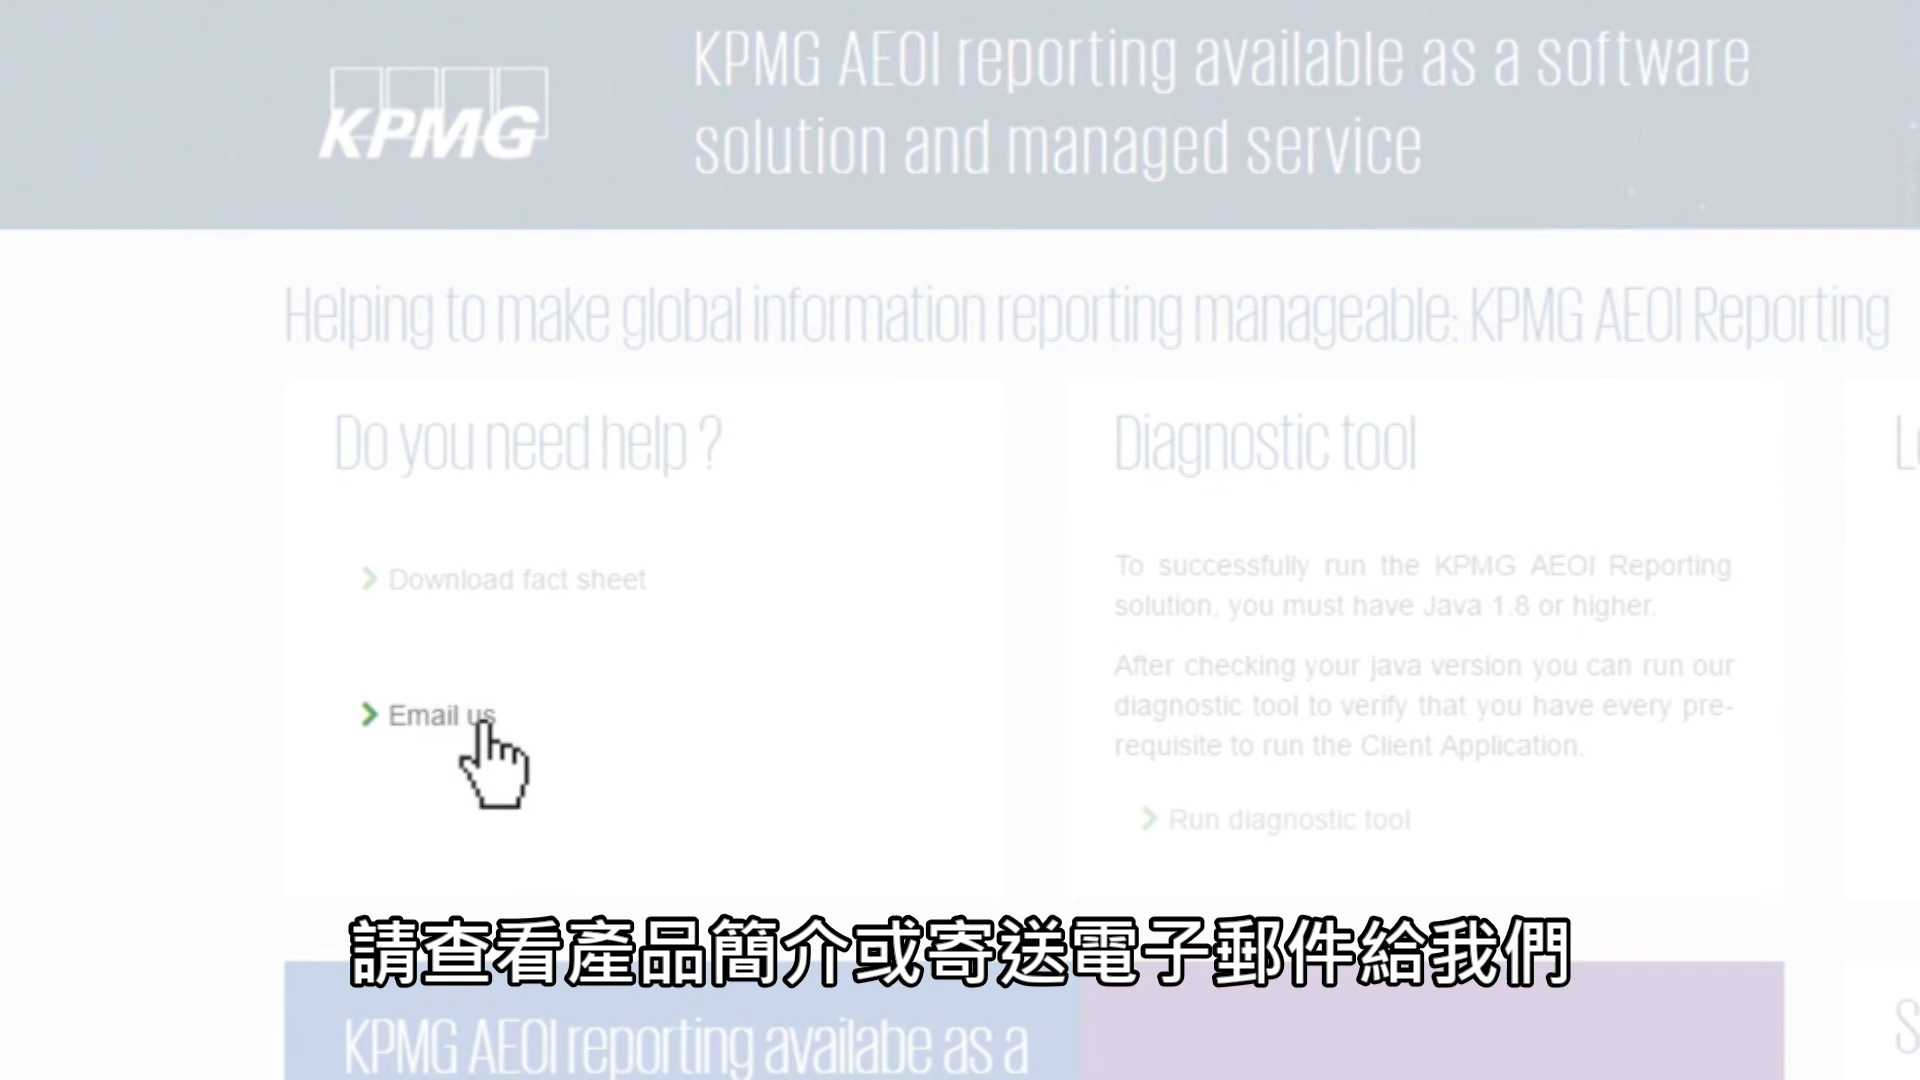 KPMG
KPMG AEOI reporting available as a software
solution and managed service
Helping to make global information reporting manageable: KPMG AEOI Reporting
Do you need help ?
Download fact sheet
Email us
Diagnostic tool
To successfully run the KPMG AEOI Reporting
solution, you must have Java 1.8 or higher.
After checking your java version you can run our
diagnostic tool to verify that you have every pre-
requisite to run the Client Application.
Run diagnostic tool
請查看產品簡介或寄送電子郵件給我們
KPMG AEOI reporting availabe as a